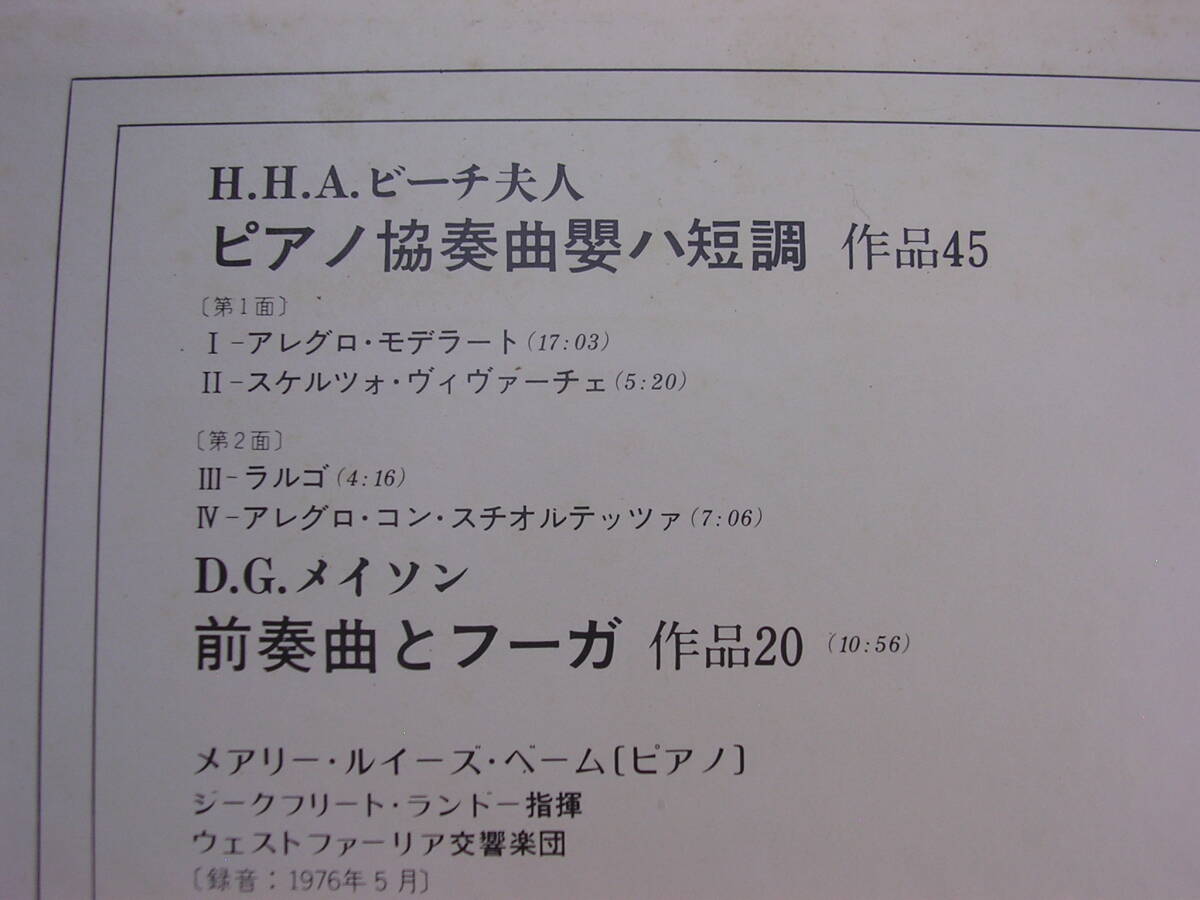 H.H.A.ビーチ夫人
ピアノ協奏曲嬰ハ短調 作品45
〔第1面〕
Ⅰ-アレグロ・モデラート(17:03)
Ⅱ-スケルツォ・ヴィヴァーチェ(5:20)
〔第2面〕
Ⅲ-ラルゴ(4:16)
Ⅳ-アレグロ・コン・スチオルテッツァ(7:06)
D.G.メイソン
前奏曲とフーガ 作品20 (10:56)
メアリー・ルイーズ・ベーム〔ピアノ〕
ジークフリート・ランドー指揮
ウェストファーリア交響楽団
〔録音：1976年5月〕